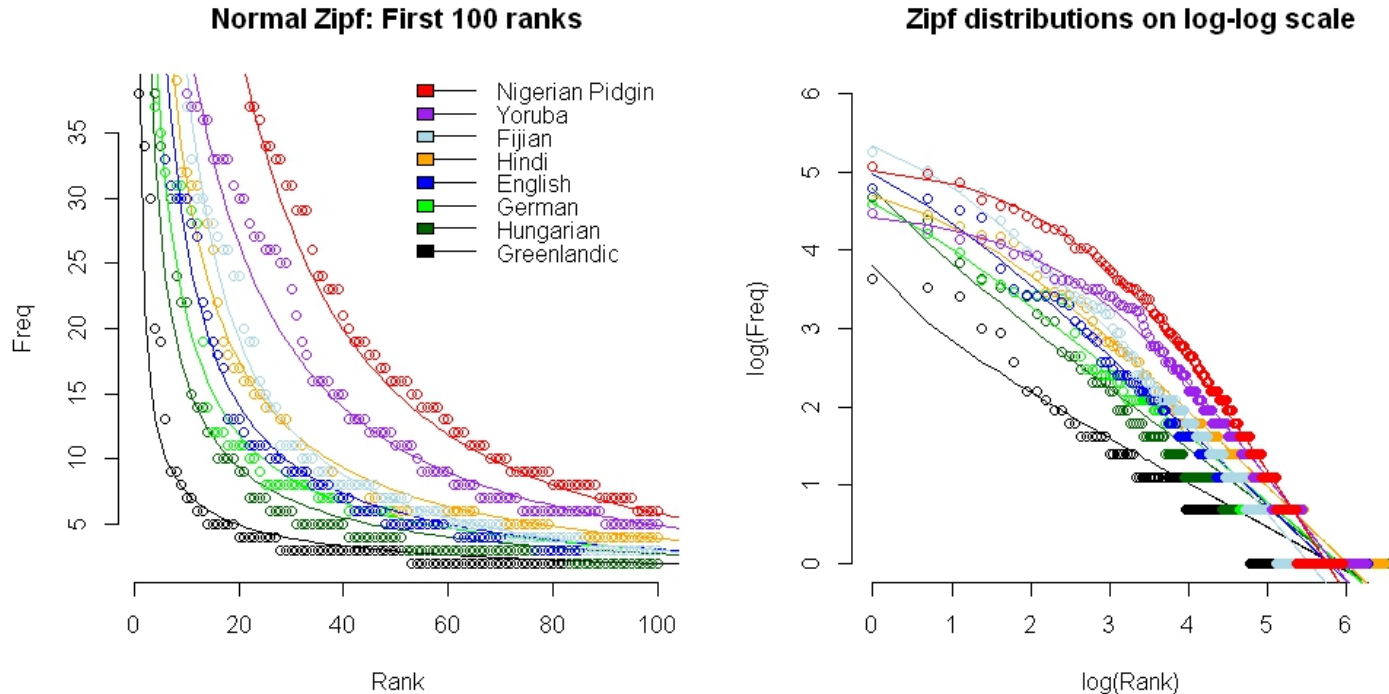 Normal Zipf: First 100 ranks
Zipf distributions on log-log scale
Nigerian Pidgin
Yoruba
Fijian
Hindi
English
German
Hungarian
Greenlandic
Freq
35
30
25
20
15
10
5
0 20 40 60 80 100
Rank
log(Freq)
6
5
4
3
2
1
0
0 1 2 3 4 5 6
log(Rank)